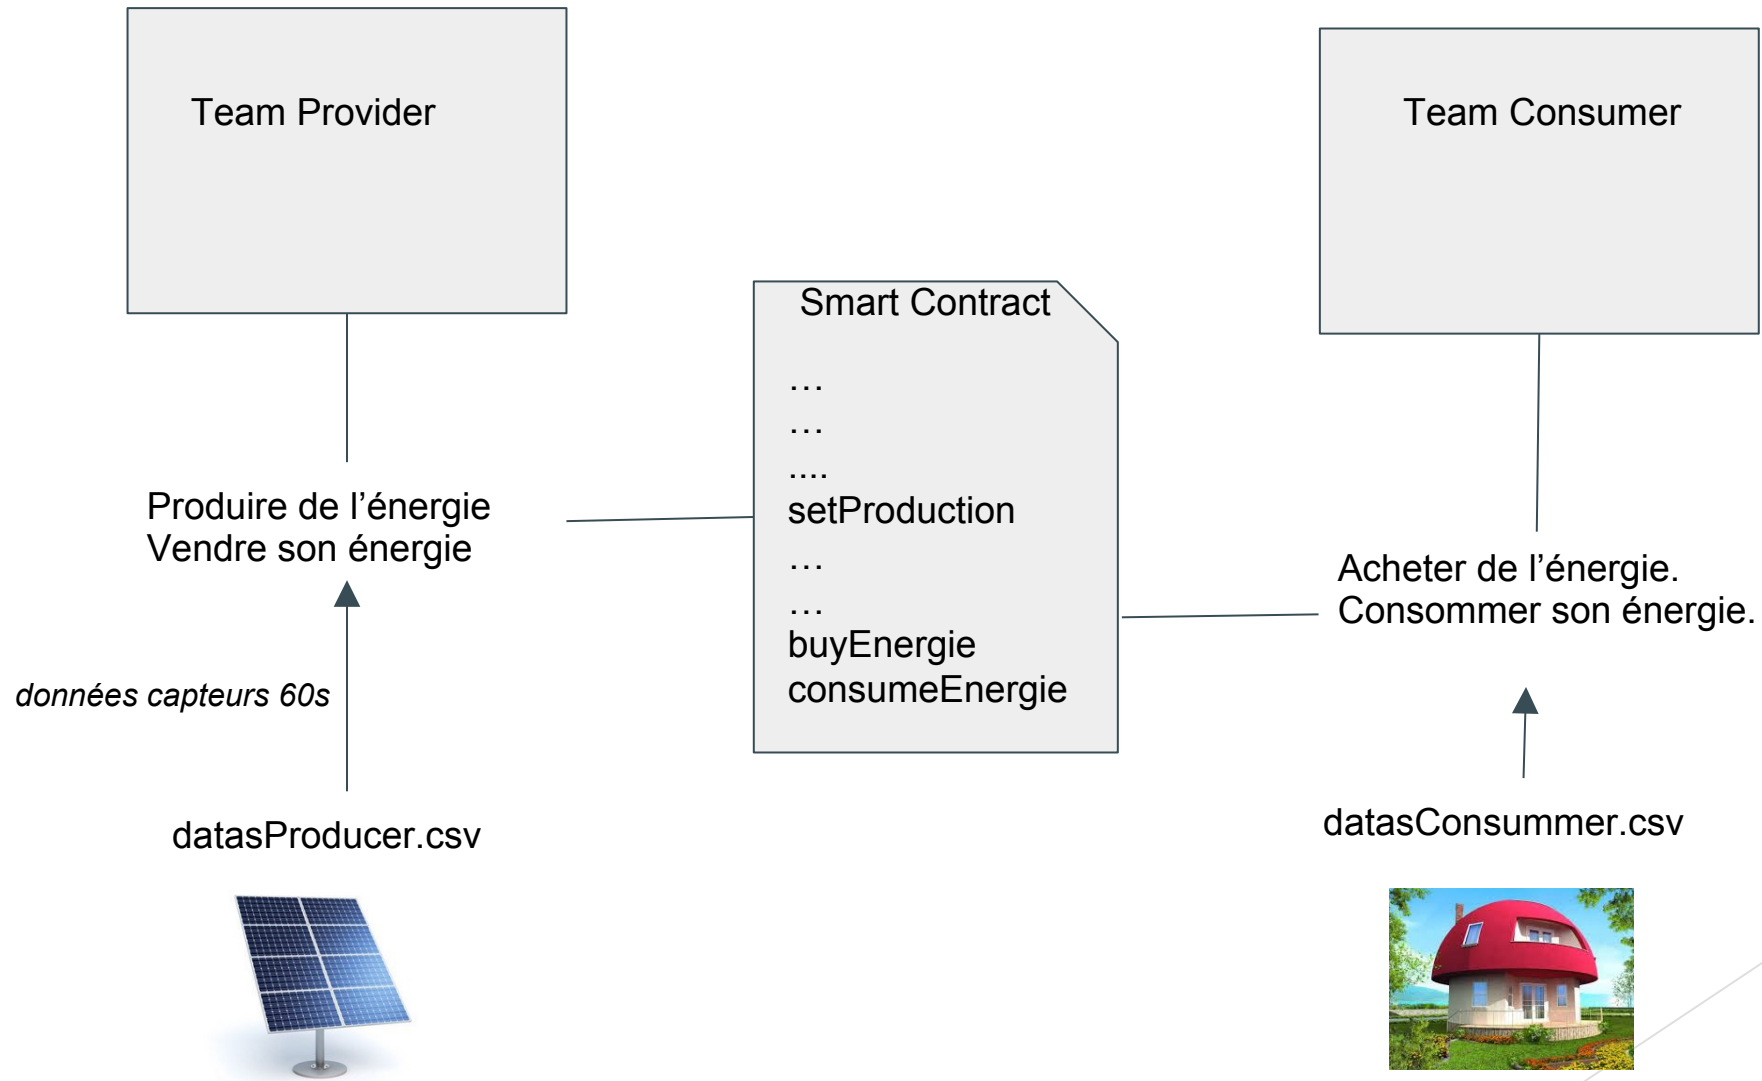 Team Provider
Team Consumer
Smart Contract
…
…
....
setProduction
…
…
buyEnergie
consumeEnergie
Produire de l’énergie
Vendre son énergie
Acheter de l’énergie.
Consommer son énergie.
données capteurs 60s
datasProducer.csv
datasConsummer.csv